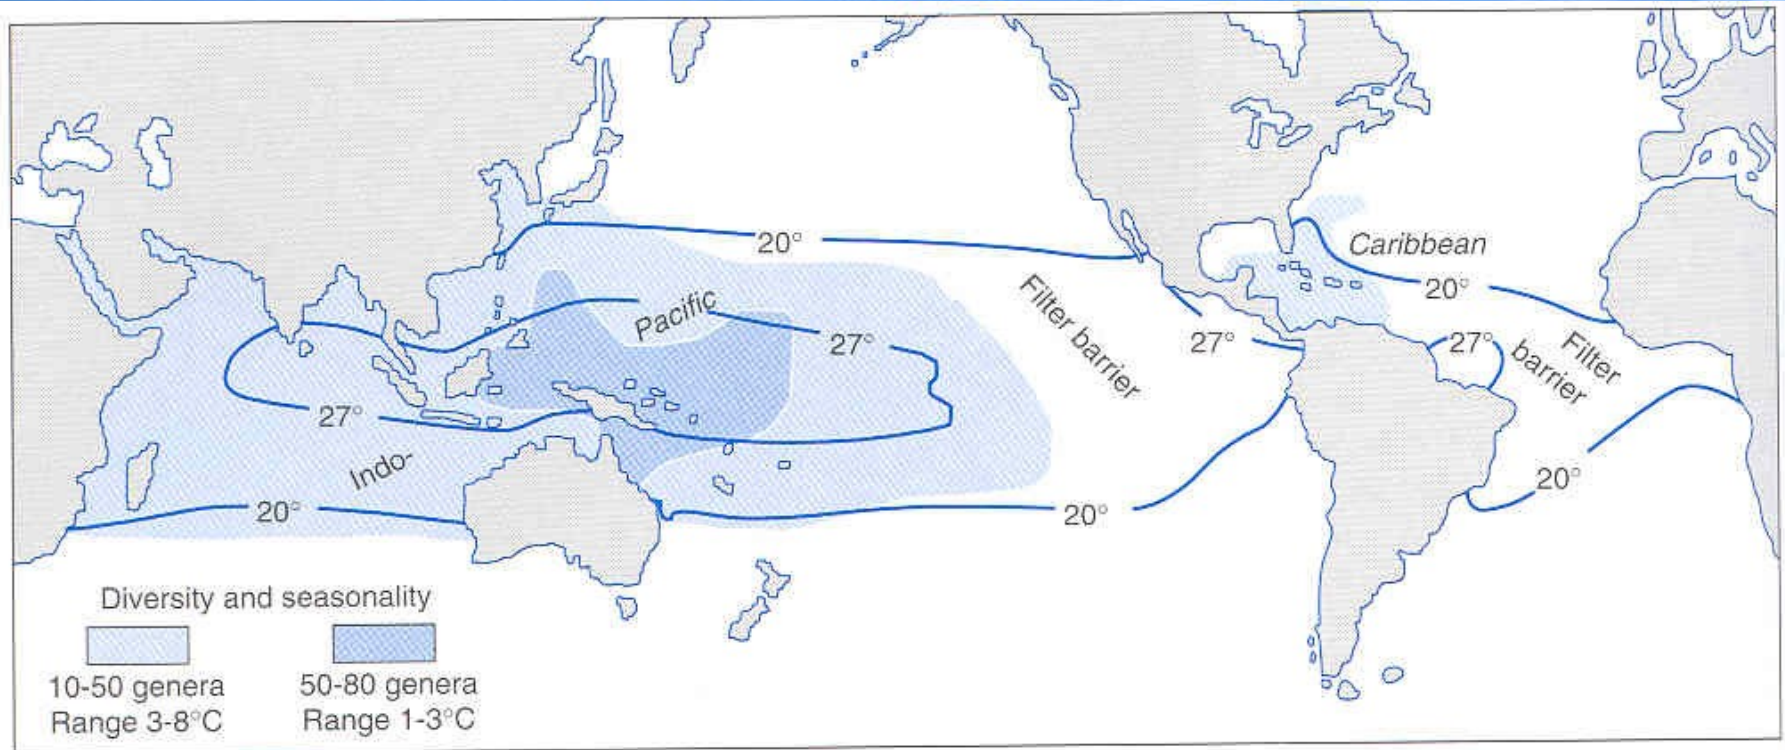 20°
Caribbean
20°
Pacific
27°
Filter barrier
27°
27°
Filter
barrier
27°
Indo-
20°
20°
20°
Diversity and seasonality
10-50 genera
Range 3-8°C
50-80 genera
Range 1-3°C